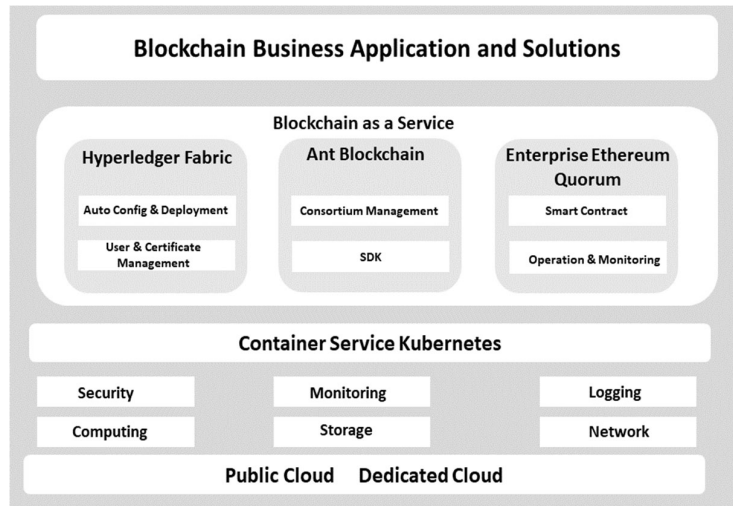 Blockchain Business Application and Solutions
Blockchain as a Service
Hyperledger Fabric
Auto Config & Deployment
User & Certificate
Management
Ant Blockchain
Consortium Management
SDK
Enterprise Ethereum
Quorum
Smart Contract
Operation & Monitoring
Container Service Kubernetes
Security
Monitoring
Logging
Computing
Storage
Network
Public Cloud Dedicated Cloud